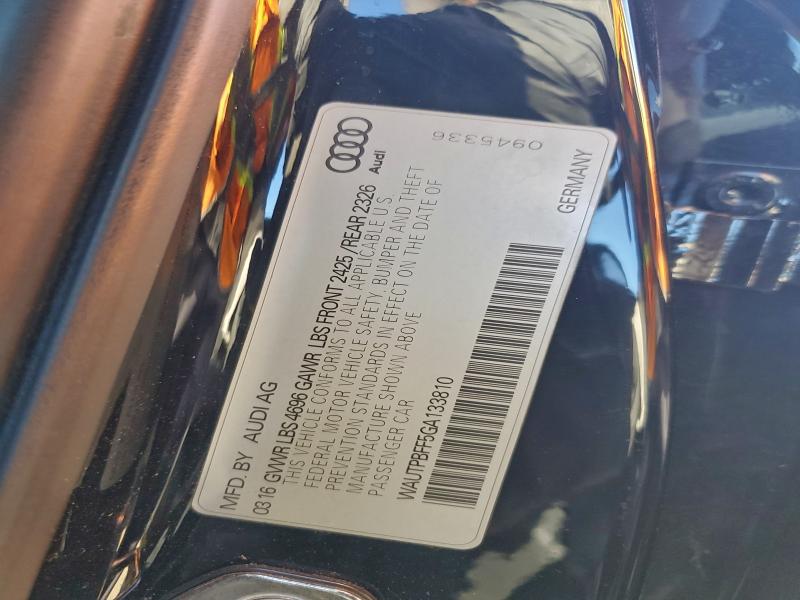 MFD. BY AUDI AG
0316 GVWR LBS 4696 GAWR LBS FRONT 2425 /REAR 2326
THIS VEHICLE CONFORMS TO ALL APPLICABLE U.S.
FEDERAL MOTOR VEHICLE SAFETY, BUMPER AND THEFT
PREVENTION STANDARDS IN EFFECT ON THE DATE OF
MANUFACTURE SHOWN ABOVE
PASSENGER CAR
WAUTPBFF5GA133810
Audi
0945336
GERMANY